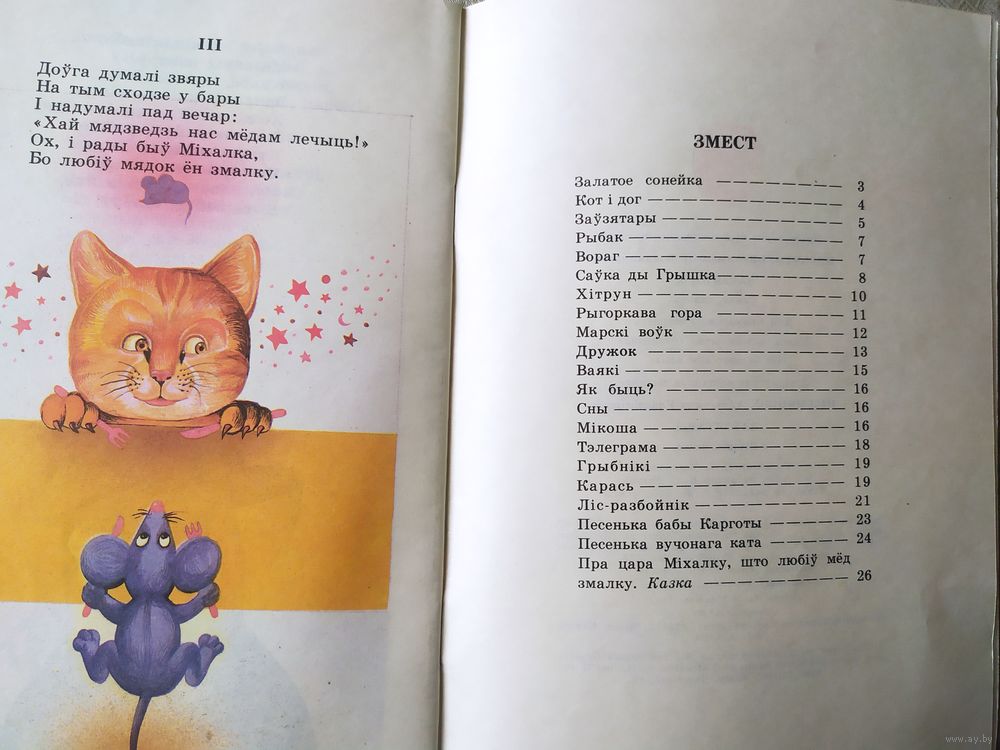 III
Доўга думалі звяры
На тым сходзе у бары
І надумалі пад вечар:
«Хай мядзведзь нас мёдам лечыць!»
Ох, і рады быў Міхалка,
Бо любіў мядок ён змалку.
ЗМЕСТ
Залатое сонейка — — — — — — — 3
Кот і дог — — — — — — — — — — 4
Заўзятары — — — — — — — — — 5
Рыбак — — — — — — — — — — — 7
Вораг — — — — — — — — — — — 7
Саўка ды Грышка — — — — — — 8
Хітрун — — — — — — — — — — — 10
Рыгоркава гора — — — — — — — 11
Марскі воўк — — — — — — — — 12
Дружок — — — — — — — — — — 13
Ваякі — — — — — — — — — — — 15
Як быць? — — — — — — — — — 16
Сны — — — — — — — — — — — — 16
Мікоша — — — — — — — — — — 16
Тэлеграма — — — — — — — — — 18
Грыбнікі — — — — — — — — — — 19
Карась — — — — — — — — — — — 19
Ліс-разбойнік — — — — — — — — 21
Песенька бабы Карготы — — — — 23
Песенька вучонага ката — — — — 24
Пра цара Міхалку, што любіў мёд
змалку. Казка — — — — — — — 26
www.ay.by